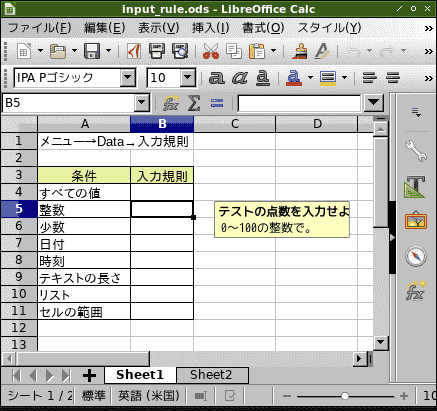 input_rule.ods - LibreOffice Calc
ファイル(F) 編集(E) 表示(V) 挿入(I) 書式(O) スタイル(Y)
IPA Pゴシック 10
B5
A B C D
1 メニュー→Data→入力規則
2
3 条件 入力規則
4 すべての値
5 整数
テストの点数を入力せよ
6 少数
0～100の整数で。
7 日付
8 時刻
9 テキストの長さ
10 リスト
11 セルの範囲
12
13
Sheet1 Sheet2
シート 1 / 2 標準 英語 (米国) 10